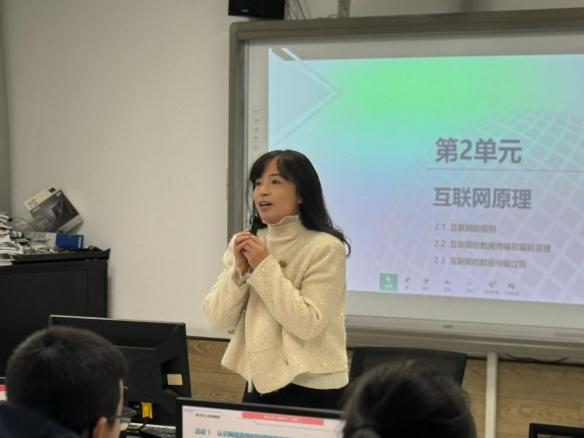 第2单元
互联网原理
2.1 互联网的规则
2.2 互联网的数据传输和编码原理
2.3 互联网的数据传输过程